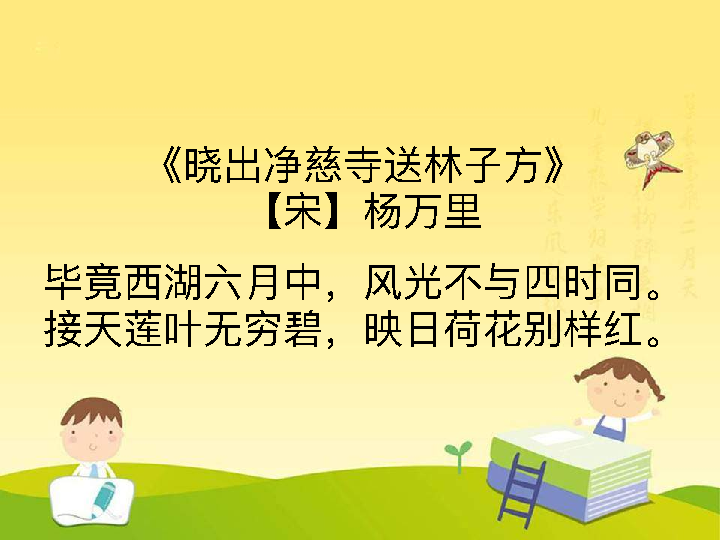 《晓出净慈寺送林子方》
【宋】杨万里
毕竟西湖六月中，风光不与四时同。
接天莲叶无穷碧，映日荷花别样红。